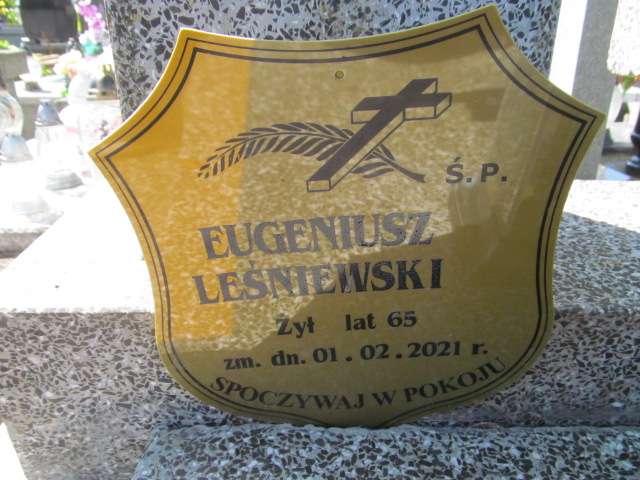 Ś.P.
EUGENIUSZ
LEŚNIEWSKI
Żył lat 65
zm. dn. 01.02.2021 r.
SPOCZYWAJ W POKOJU